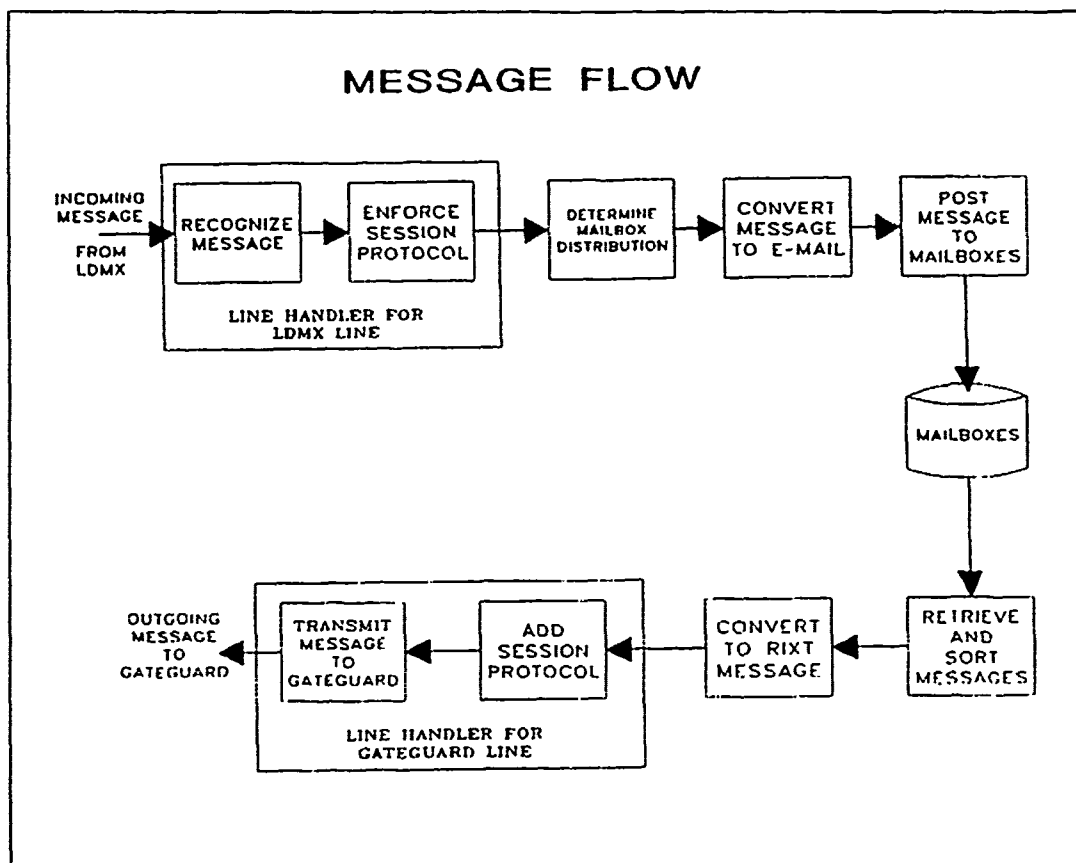 MESSAGE FLOW
INCOMING
MESSAGE
FROM
LDMX
RECOGNIZE
MESSAGE
ENFORCE
SESSION
PROTOCOL
LINE HANDLER FOR
LDMX LINE
DETERMINE
MAILBOX
DISTRIBUTION
CONVERT
MESSAGE
TO E-MAIL
POST
MESSAGE
TO
MAILBOXES
MAILBOXES
RETRIEVE
AND
SORT
MESSAGES
CONVERT
TO RIXT
MESSAGE
ADD
SESSION
PROTOCOL
TRANSMIT
MESSAGE
TO
GATEGUARD
LINE HANDLER FOR
GATEGUARD LINE
OUTGOING
MESSAGE
TO
GATEGUARD